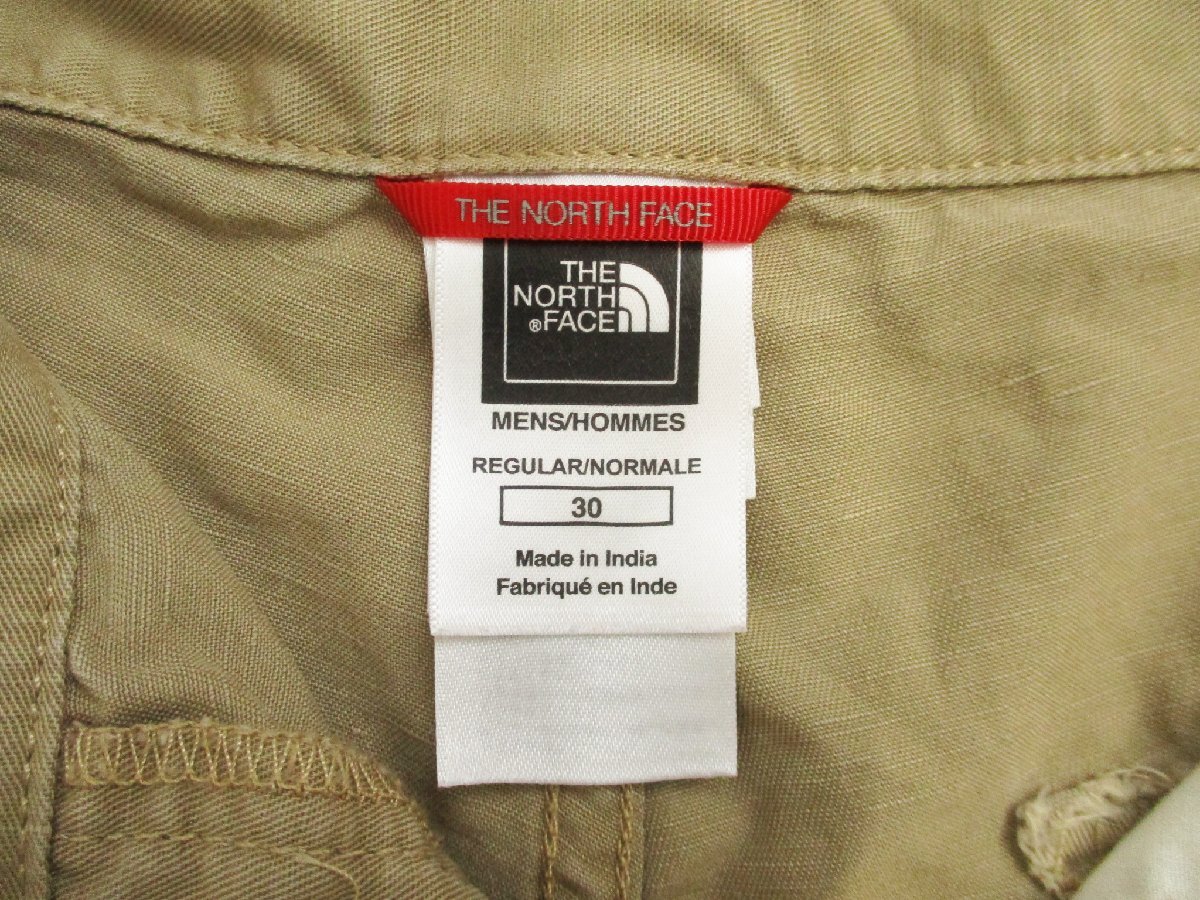 THE NORTH FACE
THE
NORTH
®FACE
MENS/HOMMES
REGULAR/NORMALE
30
Made in India
Fabriqué en Inde